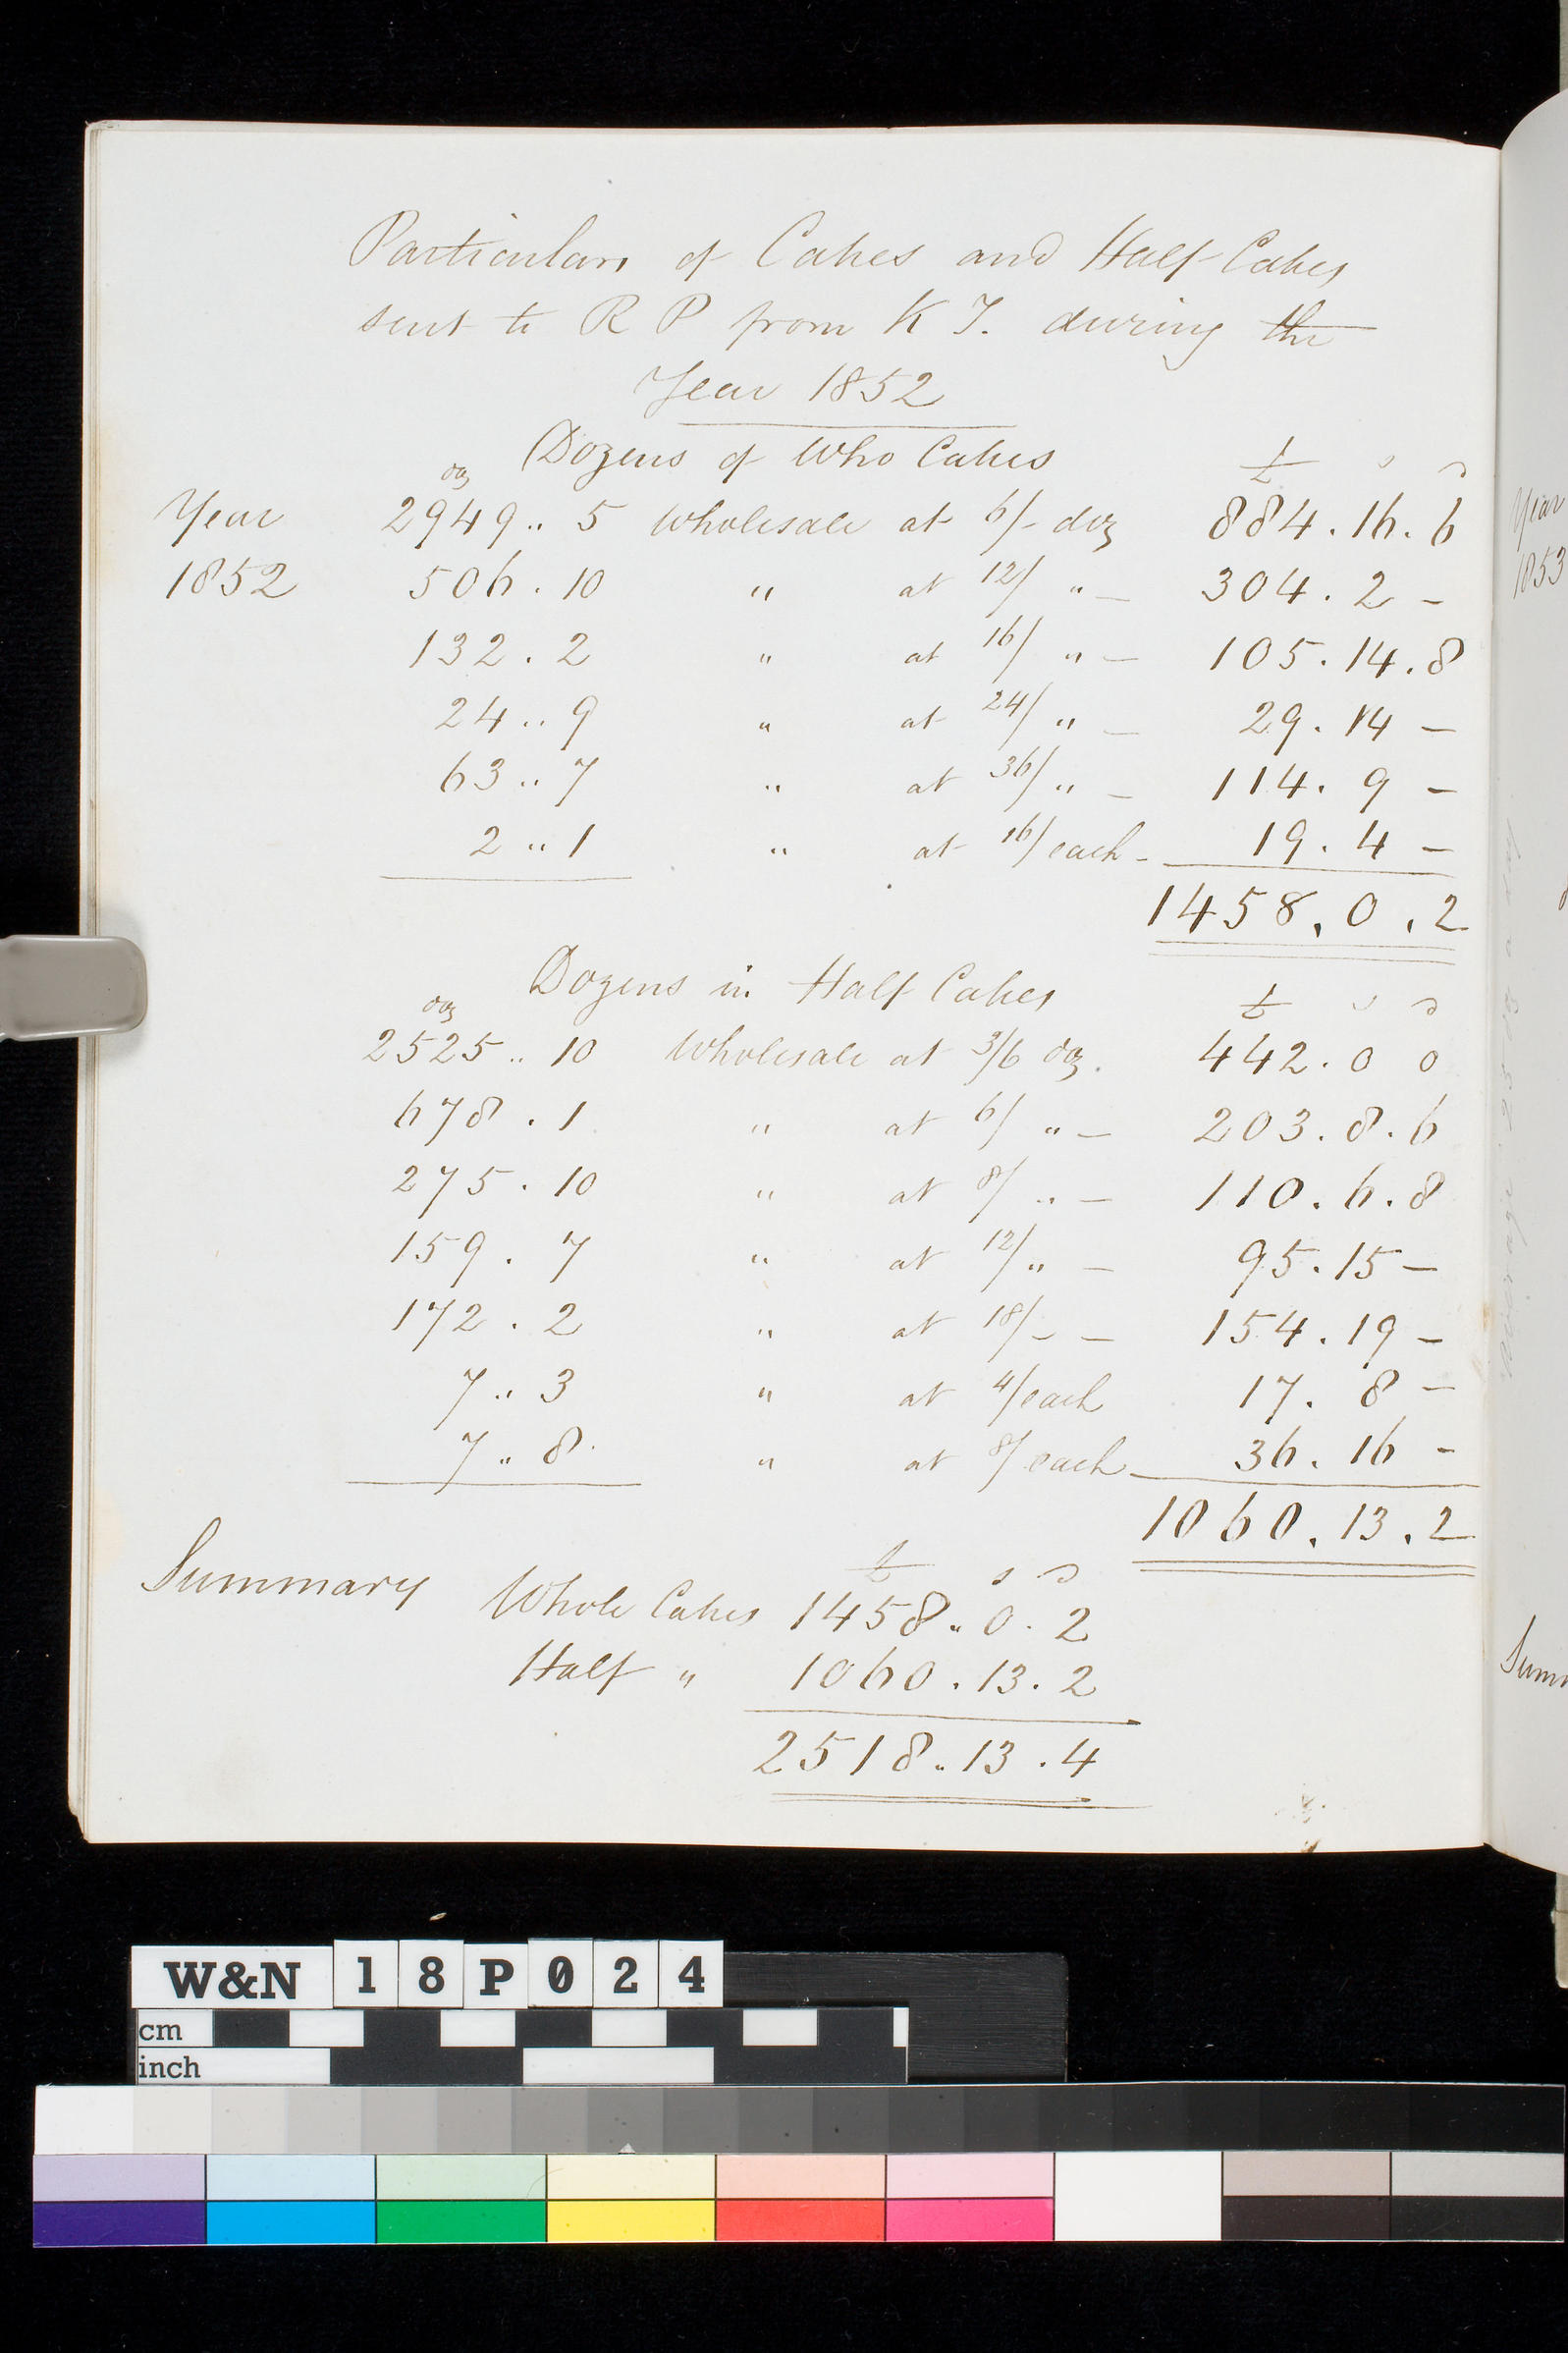 Particulars of Cakes and Half Cakes
sent to R P from K T. during the
Year 1852
Dozens of Who Cakes
doz £ s d
Year 2949 .. 5 Wholesale at 6/- doz 884 . 16 . 6
1852 506 . 10 " at 12/ " — 304 . 2 -
132 . 2 " at 16/ " — 105 . 14 . 8
24 .. 9 " at 24/ " — 29 . 14 —
63 .. 7 " at 36/ " — 114 . 9 —
2 .. 1 " at 16/ each - 19 . 4 —
1458 . 0 . 2
Dozens in Half Cakes
doz £ s d
2525 .. 10 Wholesale at 3/6 doz. 442 . 0 0
678 . 1 " at 6/ " — 203 . 8 . 6
275 . 10 " at 8/ " — 110 . 6 . 8
159 . 7 " at 12/ " — 95 . 15 —
172 . 2 " at 18/ - — 154 . 19 —
7 .. 3 " at 4/ each 17 . 8 —
7 .. 8 " at 8/ each 36 . 16 -
1060 . 13 . 2
£ s d
Summary Whole Cakes 1458 .. 0 . 2
Half " 1060 . 13 . 2
2518 .. 13 . 4
Year
1853
W&N 18P024
cm
inch